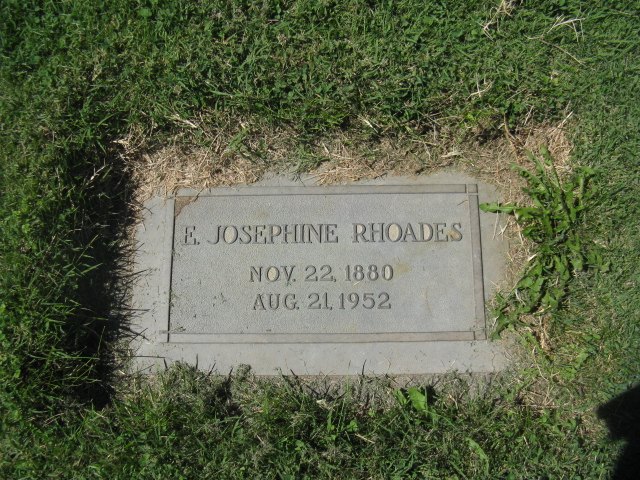 E. JOSEPHINE RHOADES
NOV. 22, 1880
AUG. 21, 1952